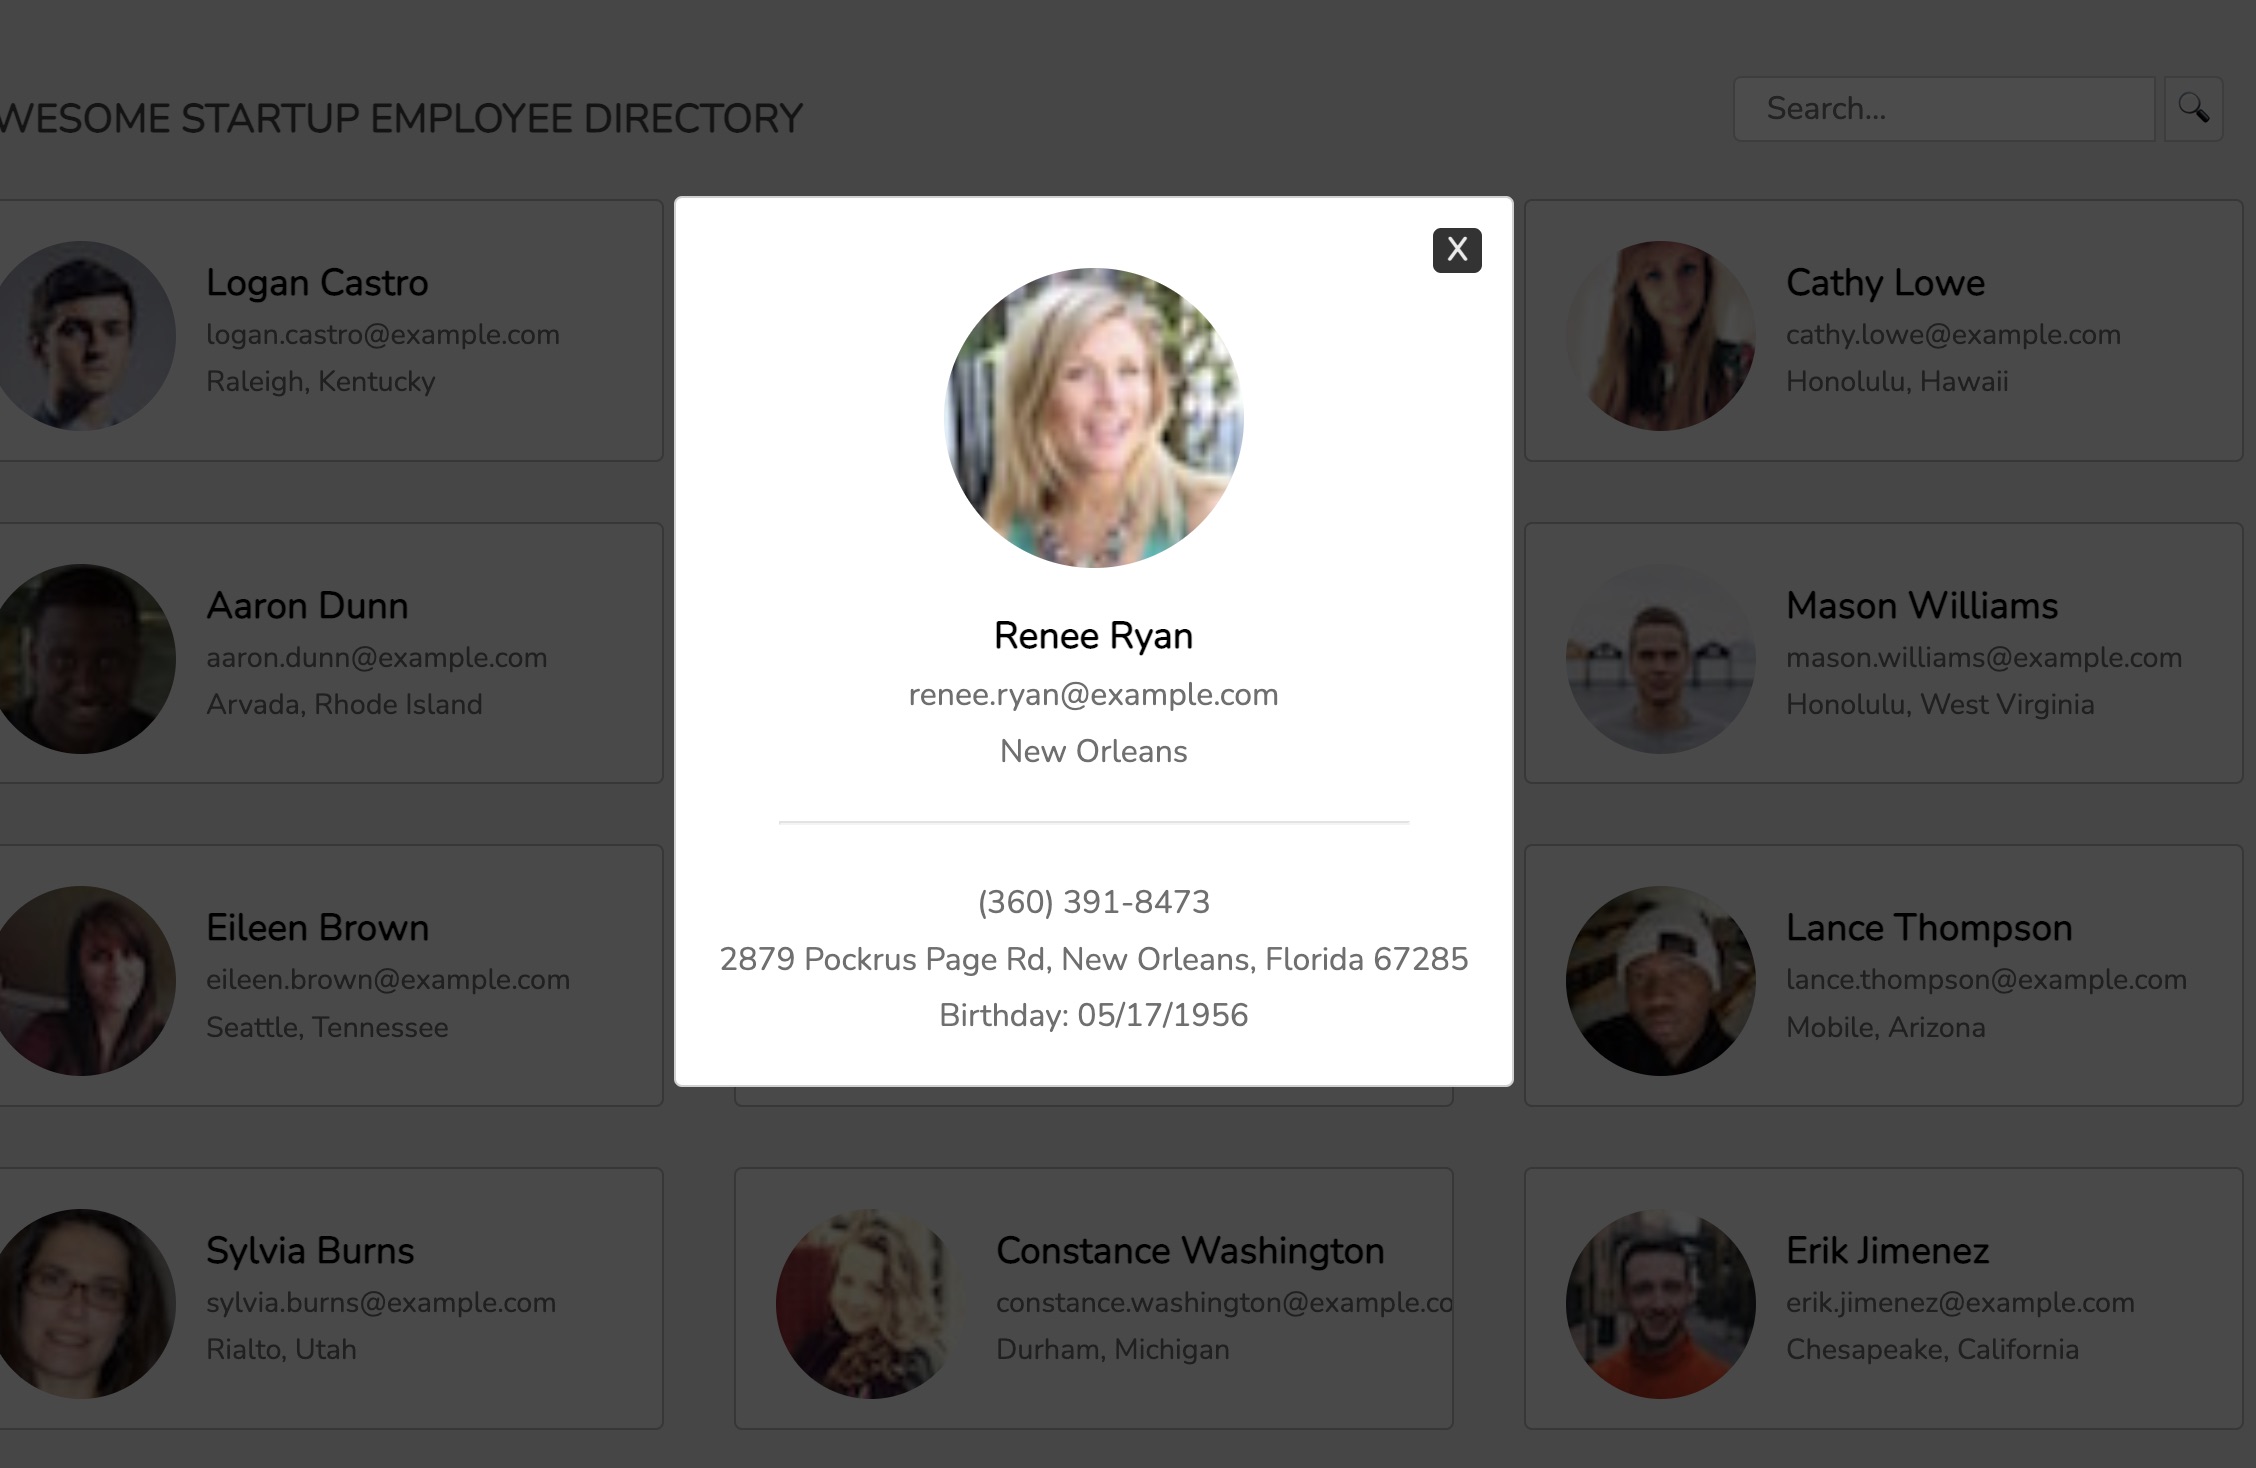 WESOME STARTUP EMPLOYEE DIRECTORY
Search...
X
Renee Ryan
renee.ryan@example.com
New Orleans
(360) 391-8473
2879 Pockrus Page Rd, New Orleans, Florida 67285
Birthday: 05/17/1956
Logan Castro
logan.castro@example.com
Raleigh, Kentucky
Cathy Lowe
cathy.lowe@example.com
Honolulu, Hawaii
Aaron Dunn
aaron.dunn@example.com
Arvada, Rhode Island
Mason Williams
mason.williams@example.com
Honolulu, West Virginia
Eileen Brown
eileen.brown@example.com
Seattle, Tennessee
Lance Thompson
lance.thompson@example.com
Mobile, Arizona
Sylvia Burns
sylvia.burns@example.com
Rialto, Utah
Constance Washington
constance.washington@example.co
Durham, Michigan
Erik Jimenez
erik.jimenez@example.com
Chesapeake, California